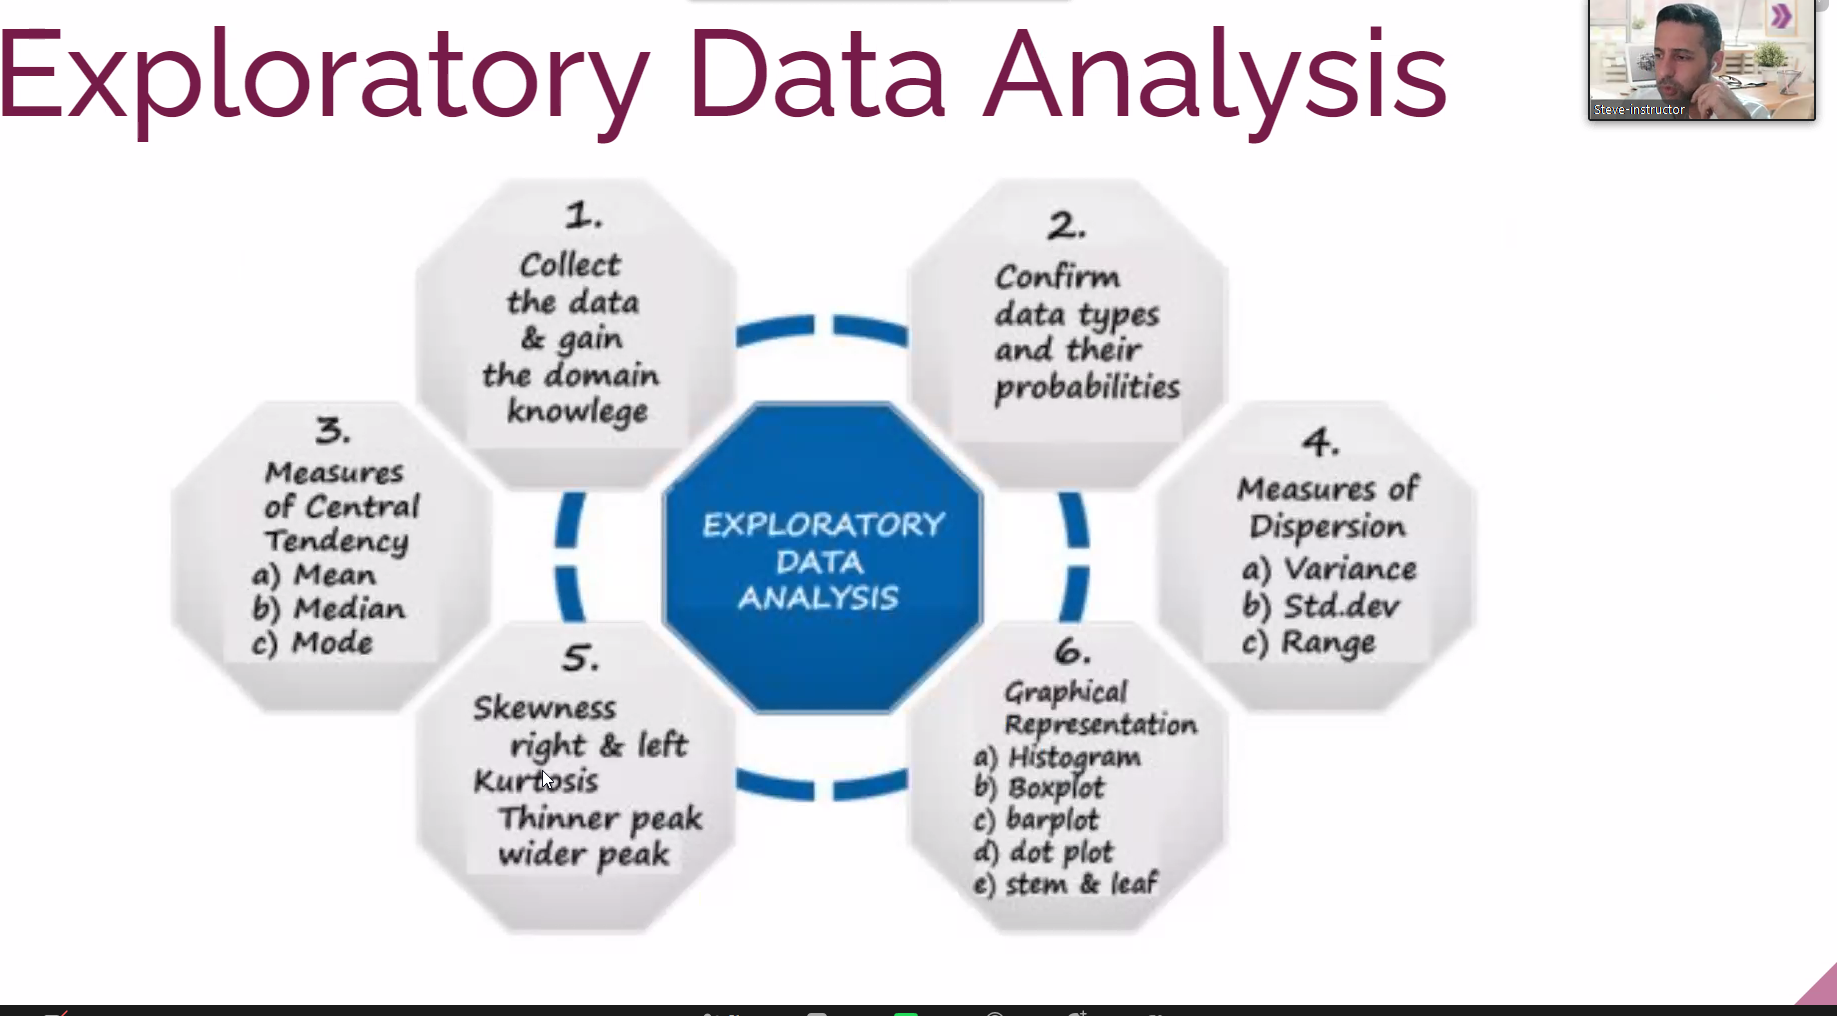 Exploratory Data Analysis
Steve-instructor
1.
Collect
the data
& gain
the domain
knowlege
2.
Confirm
data types
and their
probabilities
3.
Measures
of Central
Tendency
a) Mean
b) Median
c) Mode
EXPLORATORY
DATA
ANALYSIS
4.
Measures of
Dispersion
a) Variance
b) Std.dev
c) Range
5.
Skewness
right & left
Kurtosis
Thinner peak
wider peak
6.
Graphical
Representation
a) Histogram
b) Boxplot
c) barplot
d) dot plot
e) stem & leaf